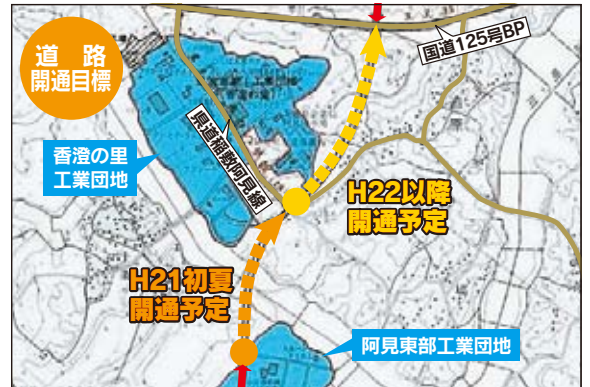 道路
開通目標
国道125号BP
県道稲敷阿見線
香澄の里
工業団地
H22以降
開通予定
H21初夏
開通予定
阿見東部工業団地